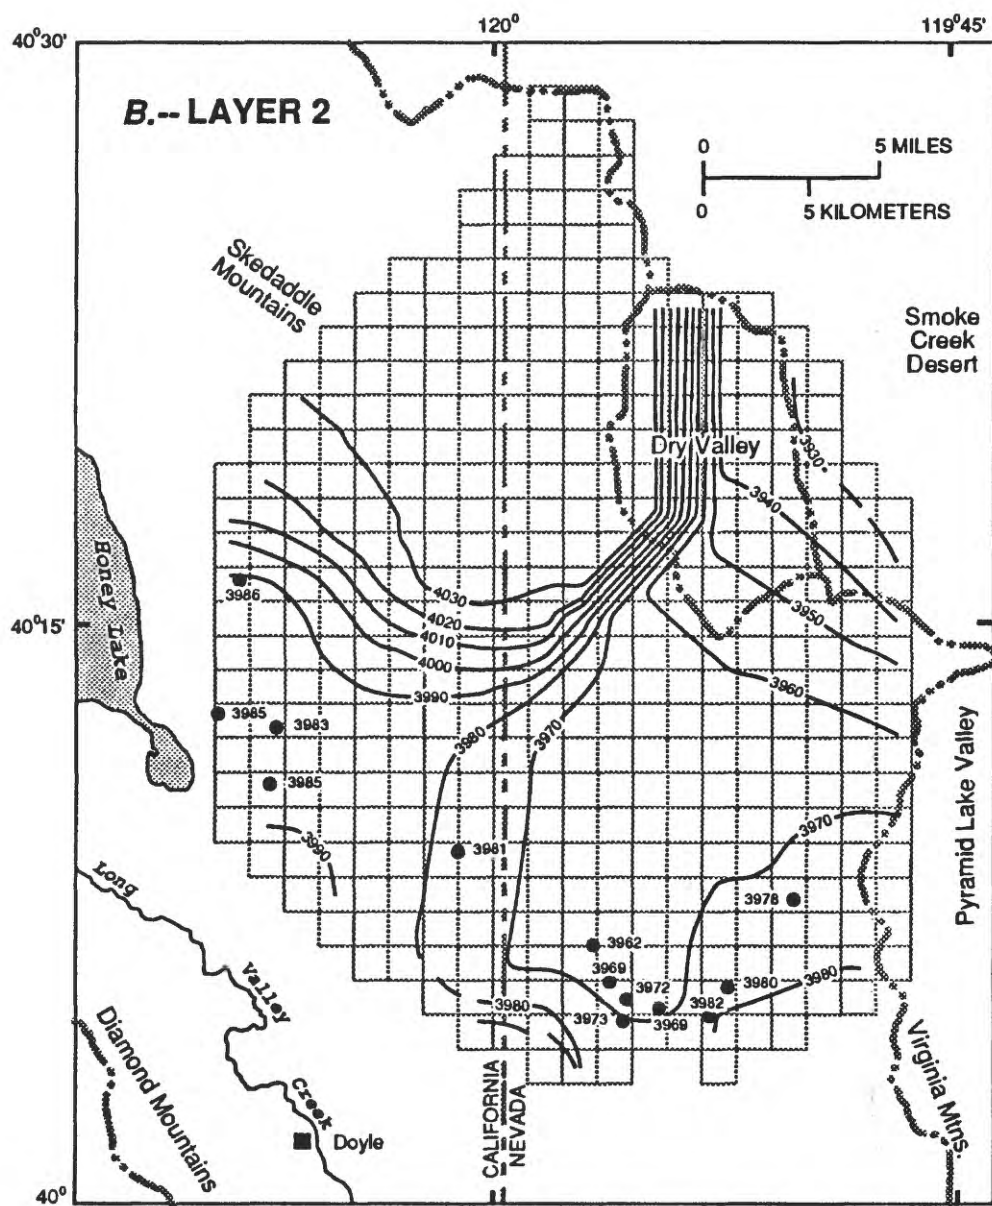 40°30'
120°
119°45'
B.-- LAYER 2
0 5 MILES
0 5 KILOMETERS
Skedaddle
Mountains
Smoke
Creek
Desert
Dry Valley
3930
3940
3950
3960
4030
4020
4010
4000
3990
3980
3970
3986
40°15'
Honey Lake
3985
3983
3985
3990
3981
Pyramid Lake Valley
3970
3978
3962
3969
3972
3980
3980
3980
3982
3973
3969
Long Valley Creek
Diamond Mountains
Doyle
CALIFORNIA
NEVADA
Virginia Mtns.
40°